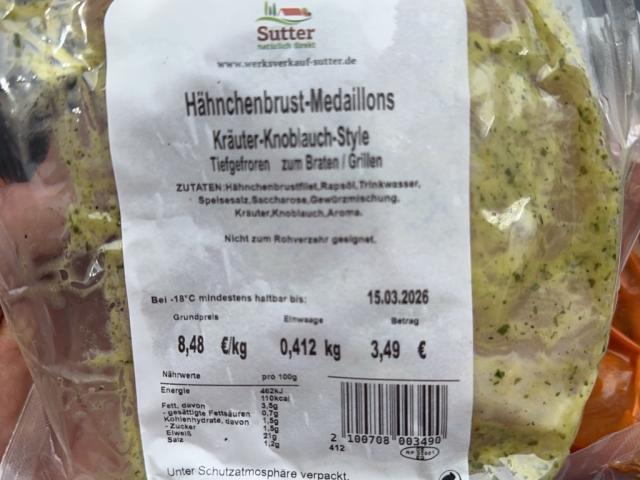 Sutter
natürlich direkt
www.werksverkauf-sutter.de
Hähnchenbrust-Medaillons
Kräuter-Knoblauch-Style
Tiefgefroren zum Braten / Grillen
ZUTATEN:Hähnchenbrustfilet,Rapsöl,Trinkwasser,
Speisesalz,Saccharose,Gewürzmischung,
Kräuter,Knoblauch,Aroma.
Nicht zum Rohverzehr geeignet.
Bei -18°C mindestens haltbar bis: 15.03.2026
Grundpreis Einwaage Betrag
8,48 €/kg 0,412 kg 3,49 €
Nährwerte pro 100g
Energie 462kJ
110kcal
Fett, davon 3,5g
- gesättigte Fettsäuren 0,7g
Kohlenhydrate, davon 1,5g
- Zucker 1,5g
Eiweiß 21g
Salz 1,2g
2 100708 003490
412
Unter Schutzatmosphäre verpackt.